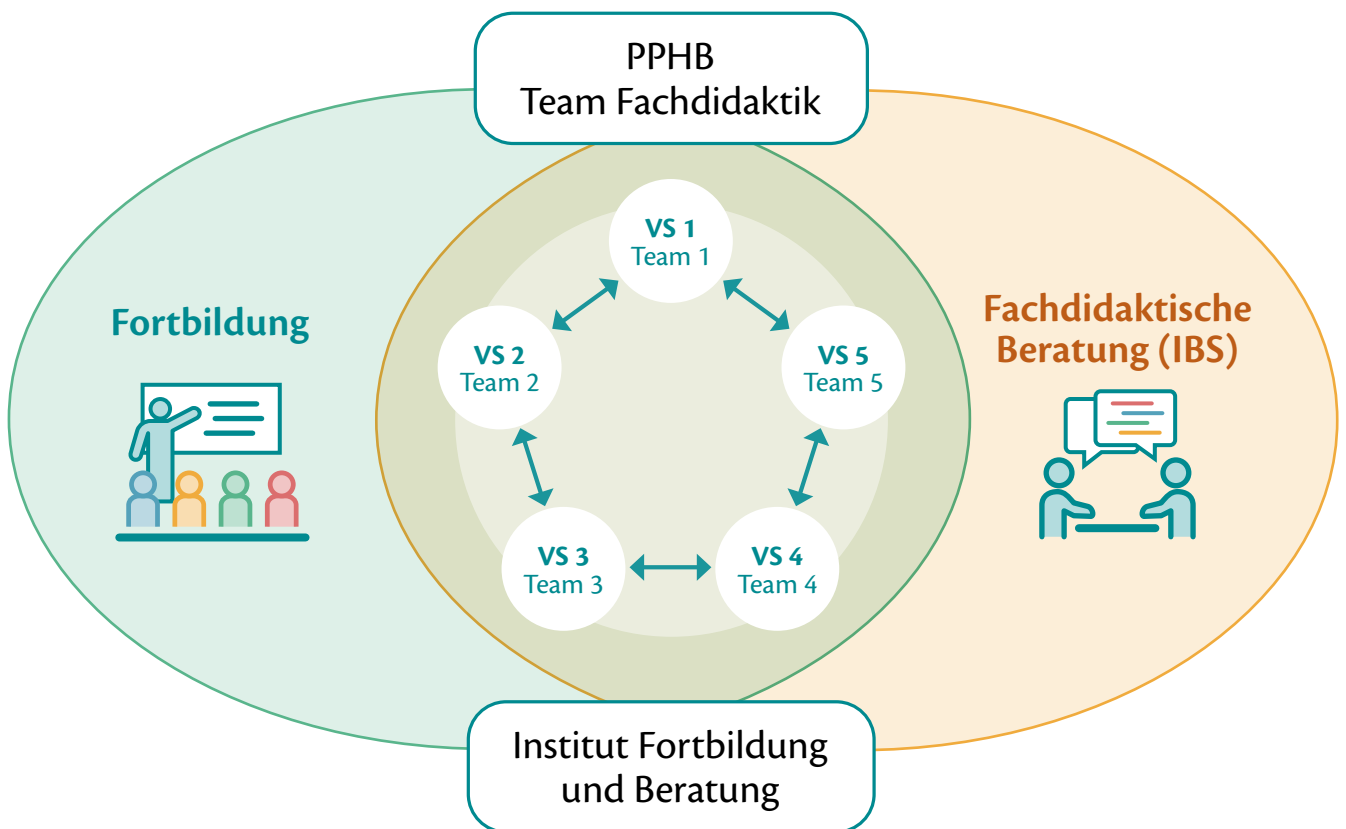 PPHB
Team Fachdidaktik
VS 1
Team 1
Fortbildung
VS 2
Team 2
VS 5
Team 5
Fachdidaktische
Beratung (IBS)
VS 3
Team 3
VS 4
Team 4
Institut Fortbildung
und Beratung